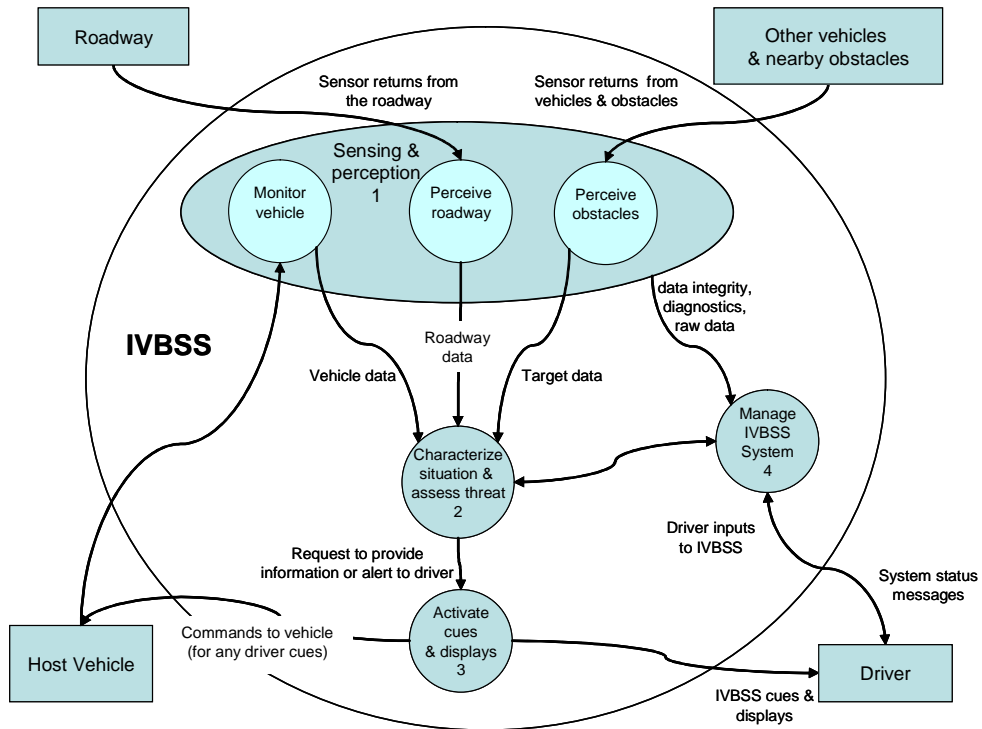 Roadway
Other vehicles
& nearby obstacles
Sensor returns from
the roadway
Sensor returns  from
vehicles & obstacles
Sensing &
perception
1
Monitor
vehicle
Perceive
roadway
Perceive
obstacles
data integrity,
diagnostics,
raw data
IVBSS
Roadway
data
Vehicle data
Target data
Manage
IVBSS
System
4
Characterize
situation &
assess threat
2
Driver inputs
to IVBSS
Request to provide
information or alert to driver
System status
messages
Activate
cues
& displays
3
Commands to vehicle
(for any driver cues)
Host Vehicle
Driver
IVBSS cues &
displays